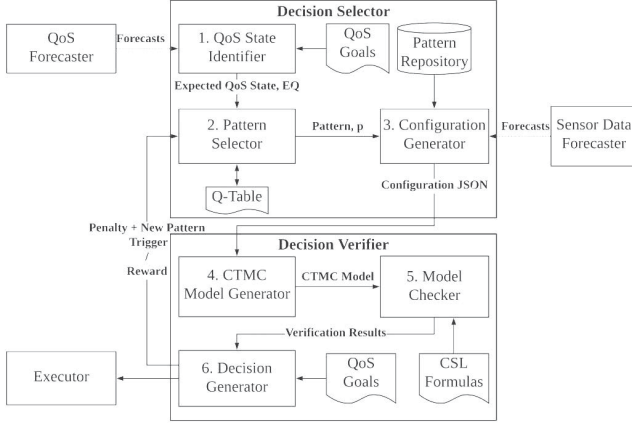 Decision Selector
QoS
Forecaster
Forecasts
1. QoS State
Identifier
QoS
Goals
Pattern
Repository
Expected QoS State, EQ
2. Pattern
Selector
Pattern, p
3. Configuration
Generator
Forecasts
Sensor Data
Forecaster
Q-Table
Configuration JSON
Penalty + New Pattern
Trigger
/
Reward
Decision Verifier
4. CTMC
Model Generator
CTMC Model
5. Model
Checker
Verification Results
Executor
6. Decision
Generator
QoS
Goals
CSL
Formulas